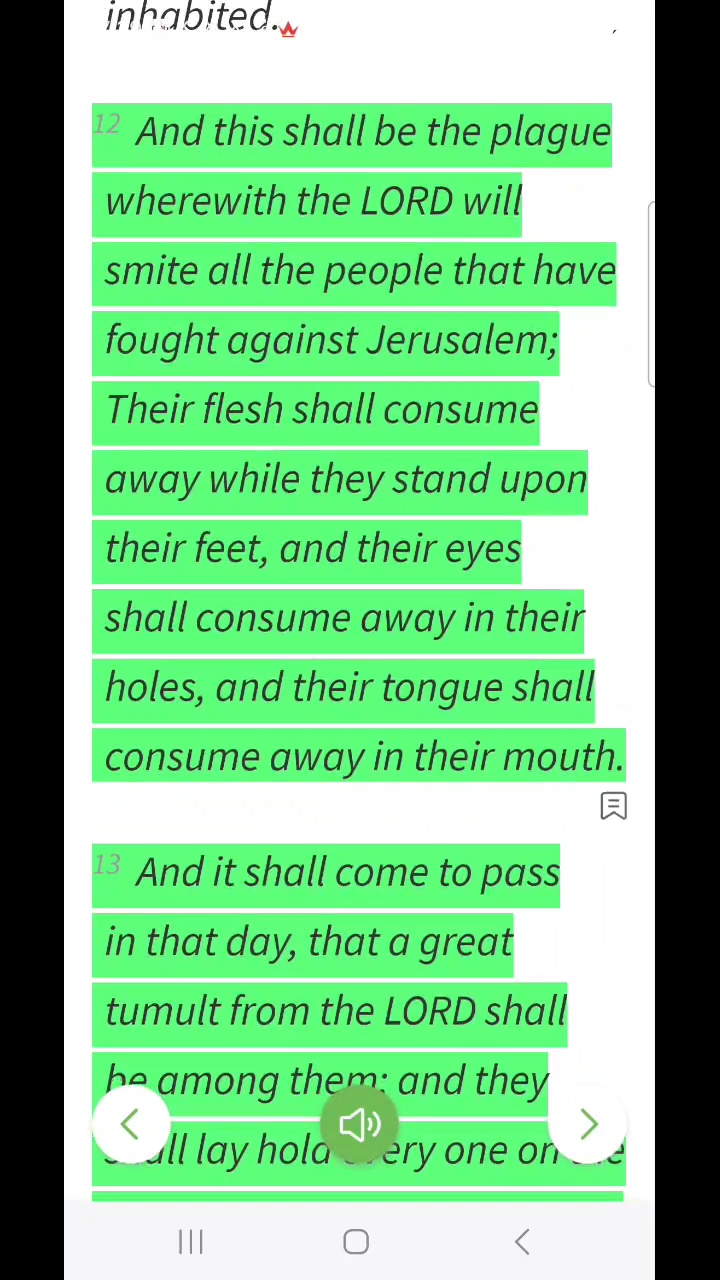 inhabited.
12 And this shall be the plague
wherewith the LORD will
smite all the people that have
fought against Jerusalem;
Their flesh shall consume
away while they stand upon
their feet, and their eyes
shall consume away in their
holes, and their tongue shall
consume away in their mouth.
13 And it shall come to pass
in that day, that a great
tumult from the LORD shall
be among them; and they
lay hold on